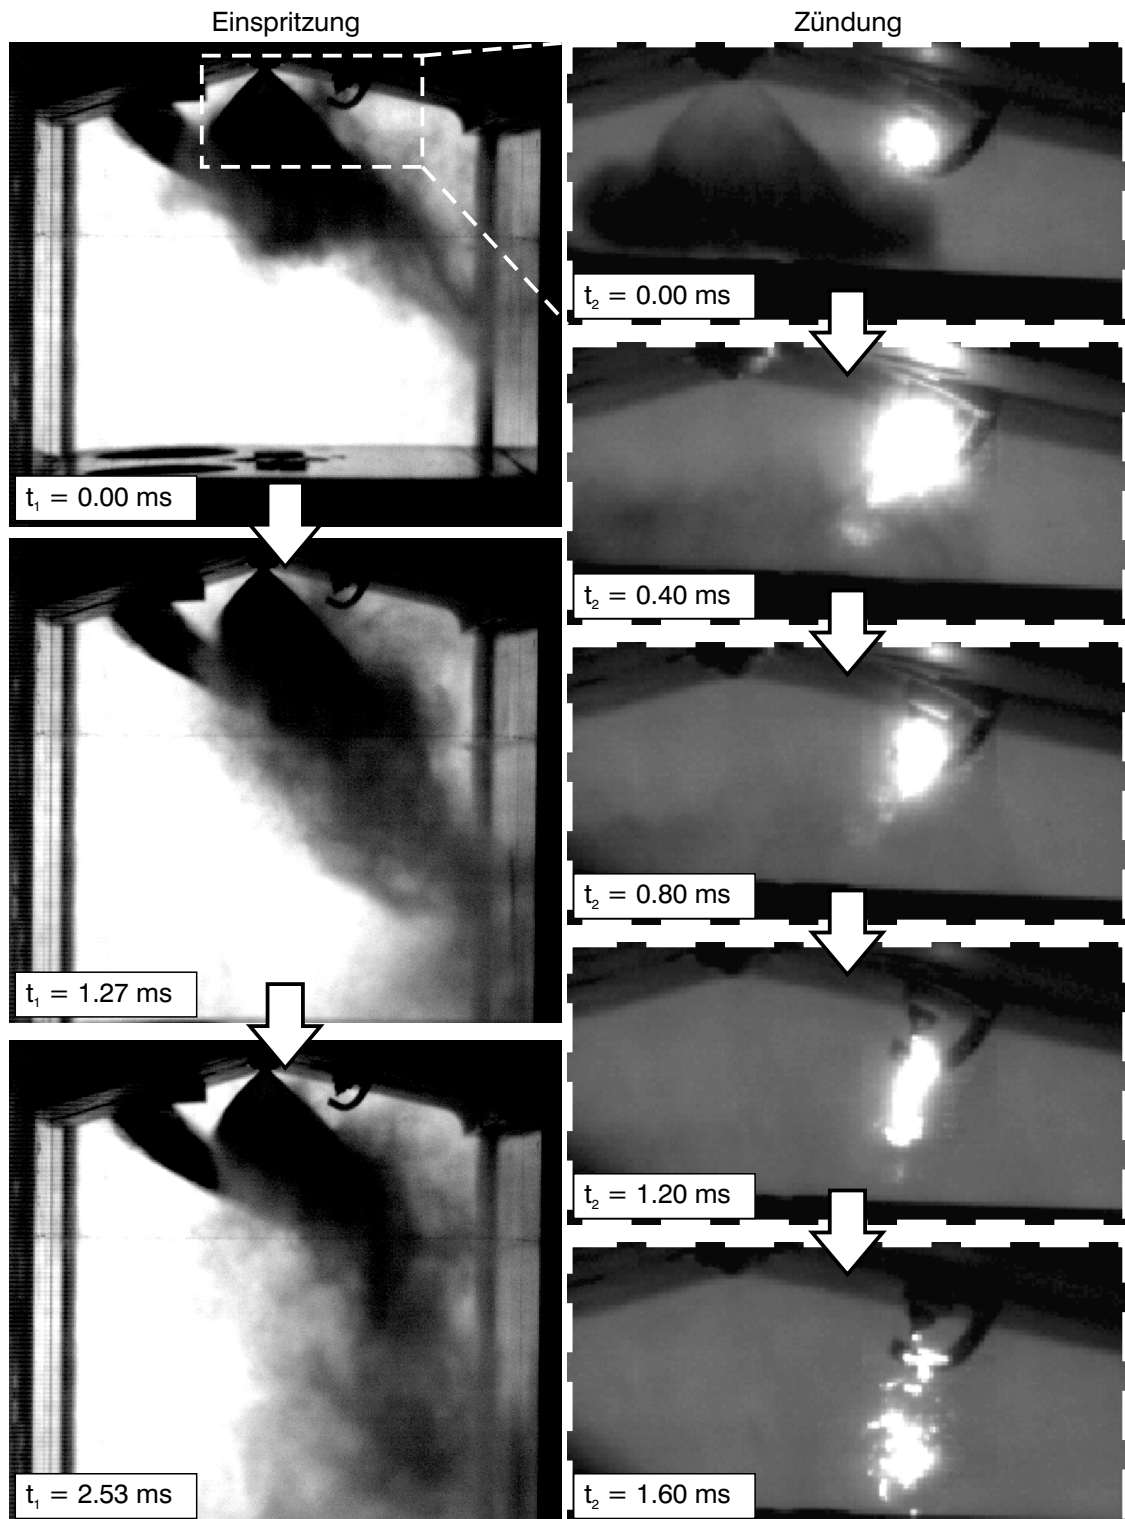 Einspritzung
t₁ = 0.00 ms
t₁ = 1.27 ms
t₁ = 2.53 ms
Zündung
t₂ = 0.00 ms
t₂ = 0.40 ms
t₂ = 0.80 ms
t₂ = 1.20 ms
t₂ = 1.60 ms